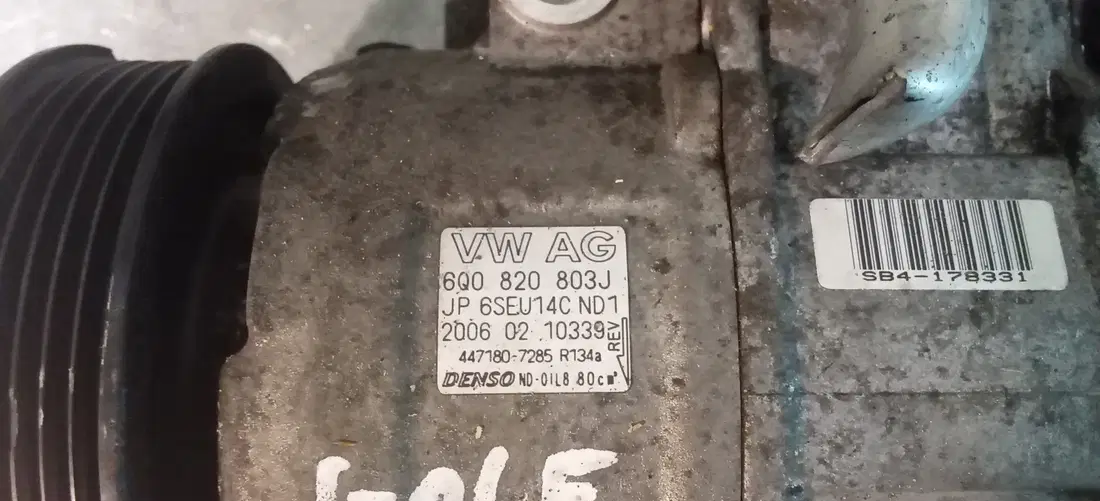 VW AG
6Q0 820 803J
JP 6SEU14C ND1
2006 02 10339
REV
447180-7285 R134a
DENSO ND-OIL8 80cm³
SB4-178331